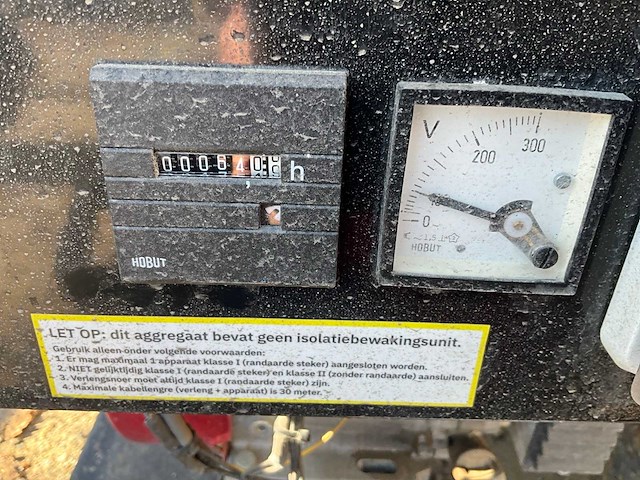 h
HOBUT
V
0
200
300
HOBUT
LET OP: dit aggregaat bevat geen isolatiebewakingsunit.
Gebruik alleen onder volgende voorwaarden:
1. Er mag maximaal 1 apparaat klasse I (randaarde steker) aangesloten worden.
2. NIET gelijktijdig klasse I (randaarde steker) en klasse II (zonder randaarde) aansluiten.
3. Verlengsnoer moet altijd klasse I (randaarde steker) zijn.
4. Maximale kabellengre (verleng + apparaat) is 30 meter.